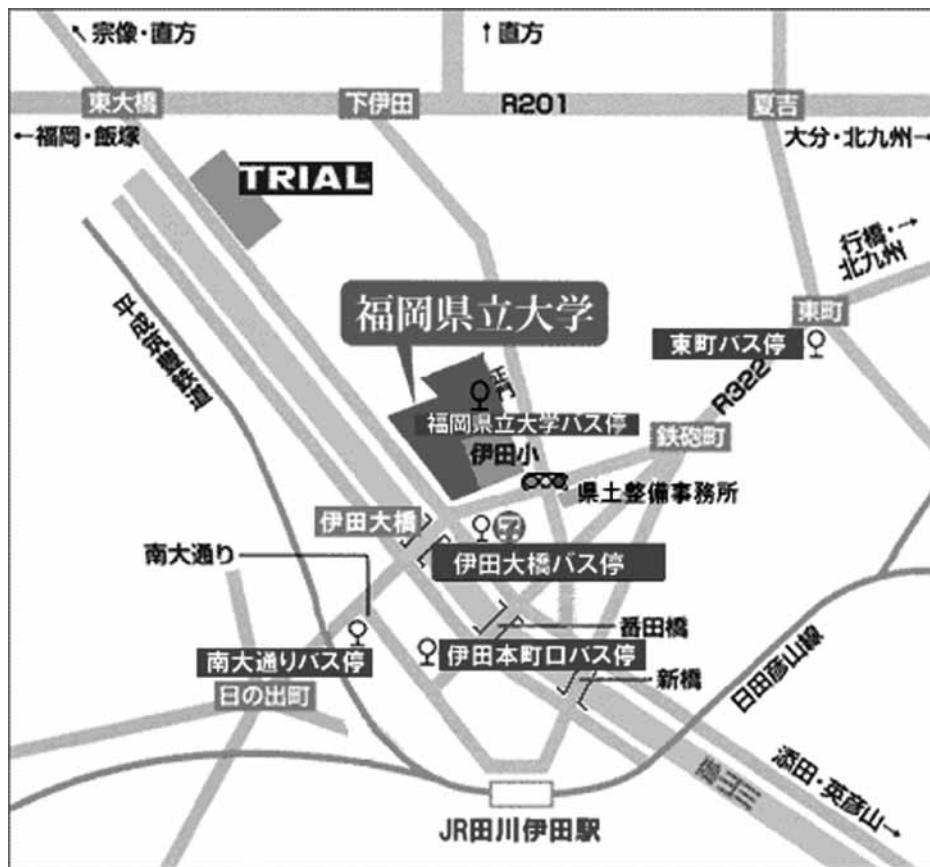 ↖宗像・直方
↑直方
東大橋
下伊田
R201
夏吉
←福岡・飯塚
大分・北九州→
TRIAL
行橋・→
北九州
福岡県立大学
東町
平成筑豊鉄道
東町バス停
正門
R322
福岡県立大学バス停
鉄砲町
伊田小
県土整備事務所
伊田大橋
伊田大橋バス停
南大通り
番田橋
南大通りバス停
伊田本町口バス停
日の出町
新橋
日田彦山線
添田・英彦山→
JR田川伊田駅